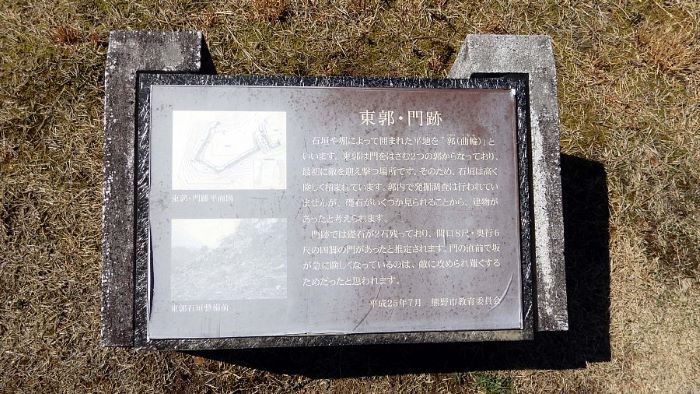 東郭・門跡
石垣や堀によって囲まれた平地を「郭(曲輪)」と
いいます。東郭は門をはさむ2つの郭からなっており、
最初に敵を迎え撃つ場所です。そのため、石垣は高く
険しく積まれています。郭内で発掘調査は行われてい
ませんが、礎石がいくつか見られることから、建物が
あったと考えられます。
門跡では礎石が2石残っており、間口8尺・奥行6
尺の四脚の門があったと推定されます。門の直前で坂
が急に険しくなっているのは、敵に攻められ難くする
ためだったと思われます。
平成25年7月 熊野市教育委員会
東郭・門跡平面図
東郭石垣整備前